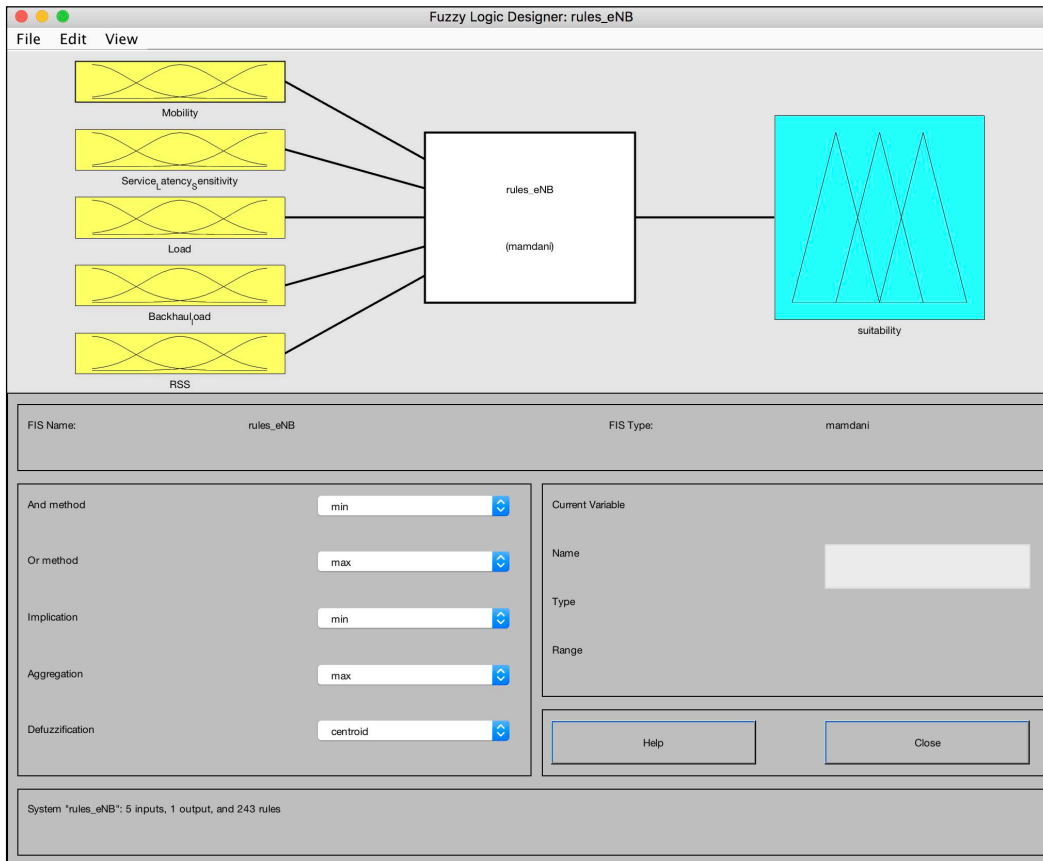 Fuzzy Logic Designer: rules_eNB
File Edit View
Mobility
Service_Latency_Sensitivity
Load
Backhaul_load
RSS
rules_eNB
(mamdani)
suitability
FIS Name: rules_eNB FIS Type: mamdani
And method min
Or method max
Implication min
Aggregation max
Defuzzification centroid
Current Variable
Name
Type
Range
Help Close
System "rules_eNB": 5 inputs, 1 output, and 243 rules